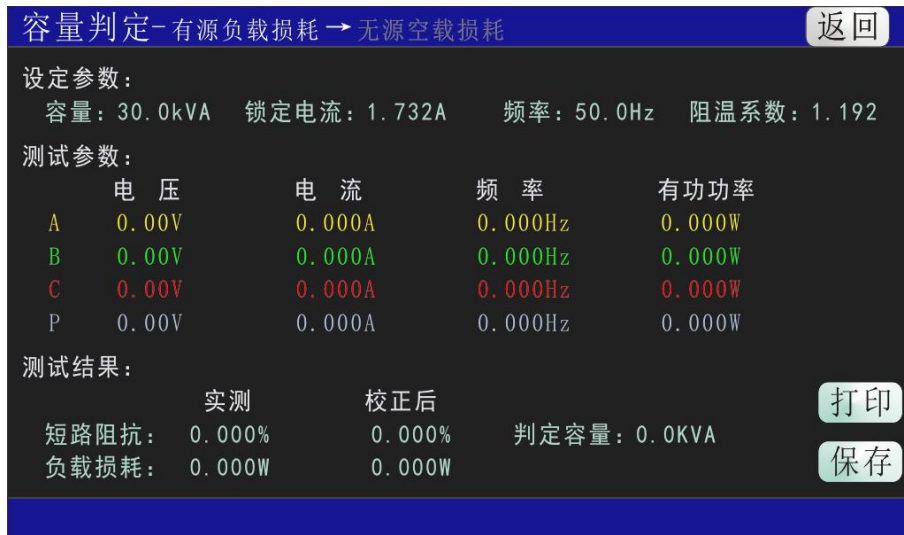 容量判定-有源负载损耗→无源空载损耗 返回
设定参数:
容量: 30.0kVA 锁定电流: 1.732A 频率: 50.0Hz 阻温系数: 1.192
测试参数:
电 压 电 流 频 率 有功功率
A 0.00V 0.000A 0.000Hz 0.000W
B 0.00V 0.000A 0.000Hz 0.000W
C 0.00V 0.000A 0.000Hz 0.000W
P 0.00V 0.000A 0.000Hz 0.000W
测试结果:
实测 校正后 打印
短路阻抗: 0.000% 0.000% 判定容量: 0.0KVA
负载损耗: 0.000W 0.000W 保存